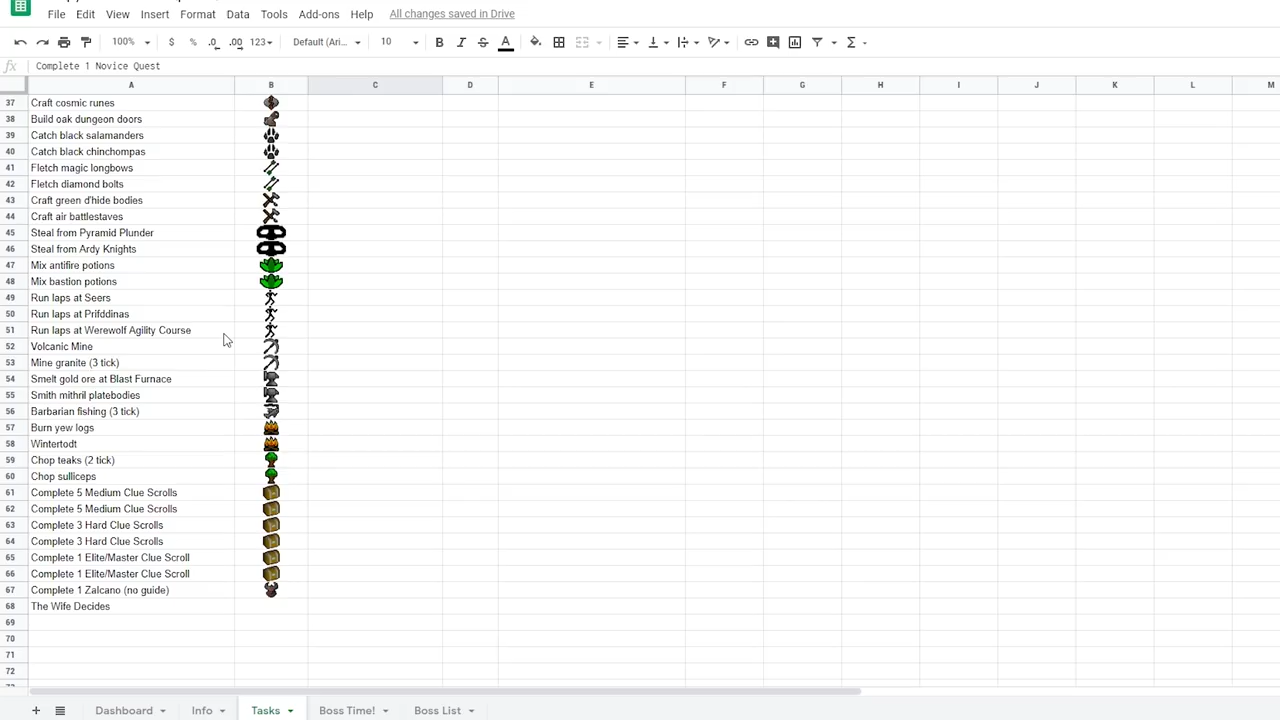 File Edit View Insert Format Data Tools Add-ons Help All changes saved in Drive
100% $ % .0 .00 123 Default (Ari... 10 B I S A
fx Complete 1 Novice Quest
A B C D E F G H I J K L M
37 Craft cosmic runes
38 Build oak dungeon doors
39 Catch black salamanders
40 Catch black chinchompas
41 Fletch magic longbows
42 Fletch diamond bolts
43 Craft green d'hide bodies
44 Craft air battlestaves
45 Steal from Pyramid Plunder
46 Steal from Ardy Knights
47 Mix antifire potions
48 Mix bastion potions
49 Run laps at Seers
50 Run laps at Prifddinas
51 Run laps at Werewolf Agility Course
52 Volcanic Mine
53 Mine granite (3 tick)
54 Smelt gold ore at Blast Furnace
55 Smith mithril platebodies
56 Barbarian fishing (3 tick)
57 Burn yew logs
58 Wintertodt
59 Chop teaks (2 tick)
60 Chop sulliceps
61 Complete 5 Medium Clue Scrolls
62 Complete 5 Medium Clue Scrolls
63 Complete 3 Hard Clue Scrolls
64 Complete 3 Hard Clue Scrolls
65 Complete 1 Elite/Master Clue Scroll
66 Complete 1 Elite/Master Clue Scroll
67 Complete 1 Zalcano (no guide)
68 The Wife Decides
69
70
71
72
Dashboard Info Tasks Boss Time! Boss List